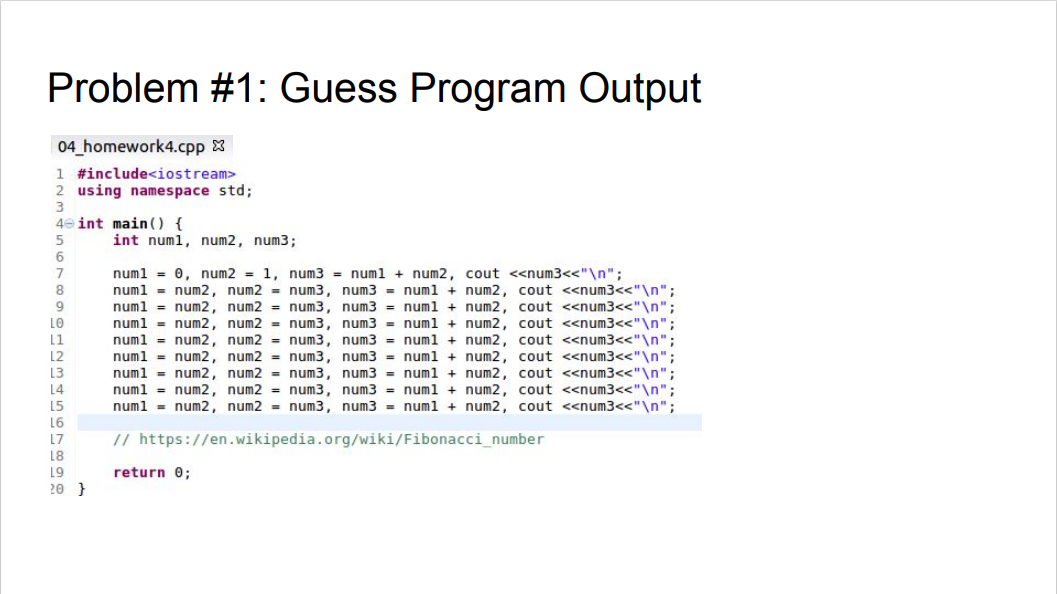 Problem #1: Guess Program Output
04_homework4.cpp
1 #include<iostream>
2 using namespace std;
3
4 int main() {
5 int num1, num2, num3;
6
7 num1 = 0, num2 = 1, num3 = num1 + num2, cout <<num3<<"\n";
8 num1 = num2, num2 = num3, num3 = num1 + num2, cout <<num3<<"\n";
9 num1 = num2, num2 = num3, num3 = num1 + num2, cout <<num3<<"\n";
10 num1 = num2, num2 = num3, num3 = num1 + num2, cout <<num3<<"\n";
11 num1 = num2, num2 = num3, num3 = num1 + num2, cout <<num3<<"\n";
12 num1 = num2, num2 = num3, num3 = num1 + num2, cout <<num3<<"\n";
13 num1 = num2, num2 = num3, num3 = num1 + num2, cout <<num3<<"\n";
14 num1 = num2, num2 = num3, num3 = num1 + num2, cout <<num3<<"\n";
15 num1 = num2, num2 = num3, num3 = num1 + num2, cout <<num3<<"\n";
16
17 // https://en.wikipedia.org/wiki/Fibonacci_number
18
19 return 0;
20 }